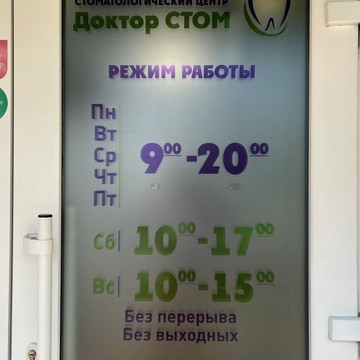 СТОМАТОЛОГИЧЕСКИЙ ЦЕНТР
Доктор СТОМ
РЕЖИМ РАБОТЫ
Пн
Вт
Ср 9⁰⁰-20⁰⁰
Чт
Пт
Сб 10⁰⁰-17⁰⁰
Вс 10⁰⁰-15⁰⁰
Без перерыва
Без выходных